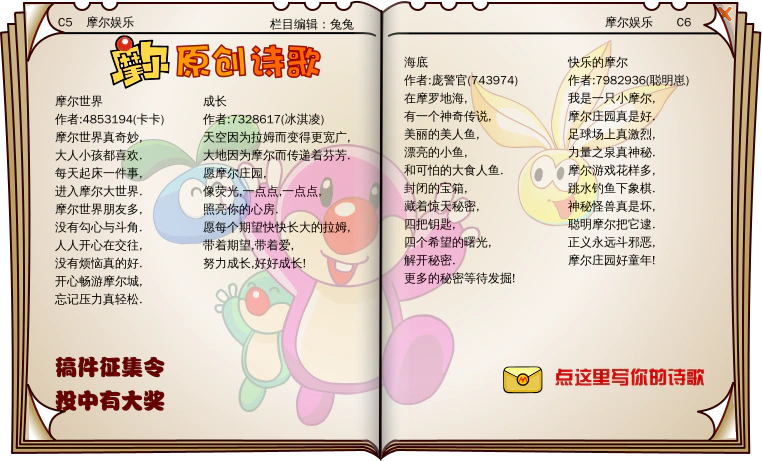 C5 摩尔娱乐
栏目编辑：兔兔
摩尔原创诗歌
摩尔世界
作者:4853194(卡卡)
摩尔世界真奇妙,
大人小孩都喜欢.
每天起床一件事,
进入摩尔大世界.
摩尔世界朋友多,
没有勾心与斗角.
人人开心在交往,
没有烦恼真的好.
开心畅游摩尔城,
忘记压力真轻松.
成长
作者:7328617(冰淇凌)
天空因为拉姆而变得更宽广,
大地因为摩尔而传递着芬芳.
愿摩尔庄园,
像荧光,一点点,一点点,
照亮你的心房.
愿每个期望快快长大的拉姆,
带着期望,带着爱,
努力成长,好好成长!
稿件征集令
投中有大奖
摩尔娱乐 C6
海底
作者:庞警官(743974)
在摩罗地海,
有一个神奇传说,
美丽的美人鱼,
漂亮的小鱼,
和可怕的大食人鱼.
封闭的宝箱,
藏着惊天秘密,
四把钥匙,
四个希望的曙光,
解开秘密.
更多的秘密等待发掘!
快乐的摩尔
作者:7982936(聪明崽)
我是一只小摩尔,
摩尔庄园真是好.
足球场上真激烈,
力量之泉真神秘.
摩尔游戏花样多,
跳水钓鱼下象棋.
神秘怪兽真是坏,
聪明摩尔把它逮.
正义永远斗邪恶,
摩尔庄园好童年!
点这里写你的诗歌